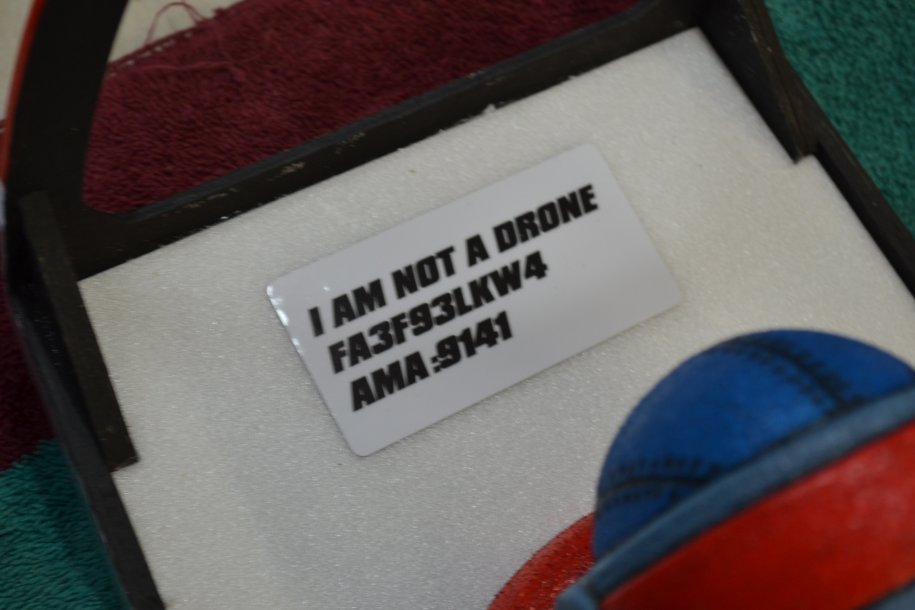 I AM NOT A DRONE
FA3F93LKW4
AMA:9141